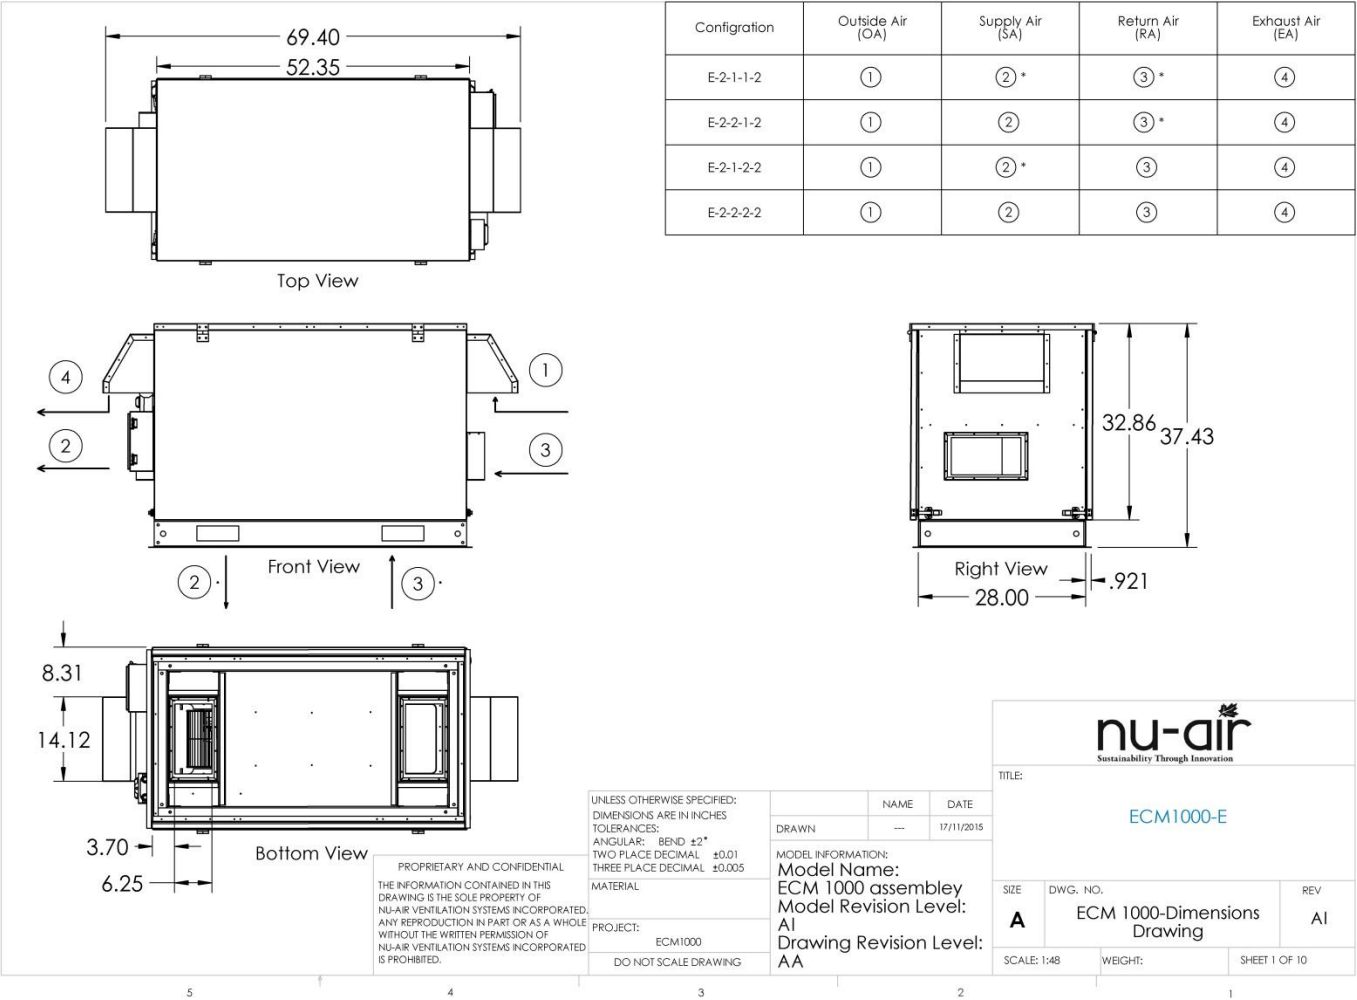 69.40
52.35
Top View
Configration
Outside Air
(OA)
Supply Air
(SA)
Return Air
(RA)
Exhaust Air
(EA)
E-2-1-1-2
1
2 *
3 *
4
E-2-2-1-2
1
2
3 *
4
E-2-1-2-2
1
2 *
3
4
E-2-2-2-2
1
2
3
4
4
2
1
3
Front View
2 ·
3 ·
32.86
37.43
Right View
.921
28.00
8.31
14.12
3.70
6.25
Bottom View
PROPRIETARY AND CONFIDENTIAL
THE INFORMATION CONTAINED IN THIS
DRAWING IS THE SOLE PROPERTY OF
NU-AIR VENTILATION SYSTEMS INCORPORATED.
ANY REPRODUCTION IN PART OR AS A WHOLE
WITHOUT THE WRITTEN PERMISSION OF
NU-AIR VENTILATION SYSTEMS INCORPORATED
IS PROHIBITED.
UNLESS OTHERWISE SPECIFIED:
DIMENSIONS ARE IN INCHES
TOLERANCES:
ANGULAR: BEND ±2°
TWO PLACE DECIMAL ±0.01
THREE PLACE DECIMAL ±0.005
MATERIAL
PROJECT:
ECM1000
DO NOT SCALE DRAWING
NAME
DATE
DRAWN
---
17/11/2015
MODEL INFORMATION:
Model Name:
ECM 1000 assembley
Model Revision Level:
AI
Drawing Revision Level:
AA
nu-air
Sustainability Through Innovation
TITLE:
ECM1000-E
SIZE
A
DWG. NO.
ECM 1000-Dimensions
Drawing
REV
AI
SCALE: 1:48
WEIGHT:
SHEET 1 OF 10
5
4
3
2
1